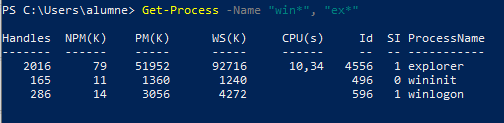 PS C:\Users\alumne> Get-Process -Name "win*", "ex*"
Handles NPM(K) PM(K) WS(K) CPU(s) Id SI ProcessName
------- ------ ----- ----- ------ -- -- -----------
2016 79 51952 92716 10,34 4556 1 explorer
165 11 1360 1240 496 0 wininit
286 14 3056 4272 596 1 winlogon